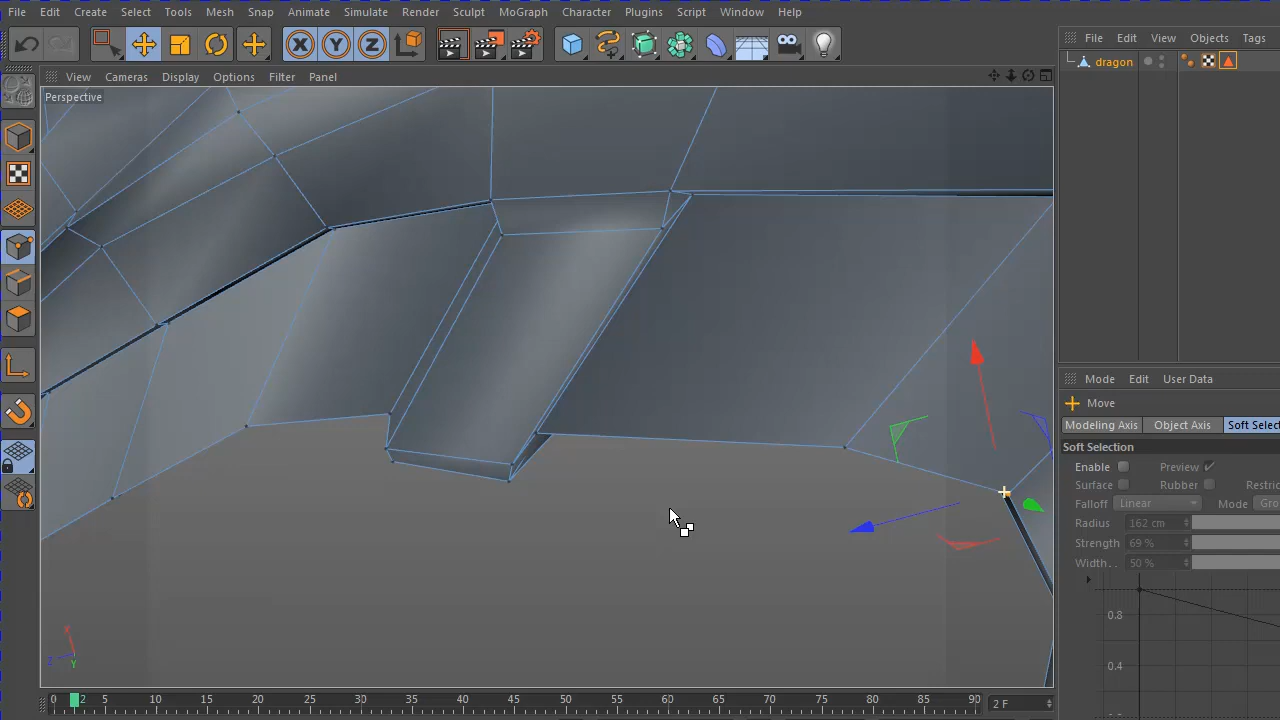 File Edit Create Select Tools Mesh Snap Animate Simulate Render Sculpt MoGraph Character Plugins Script Window Help
File Edit View Objects Tags
dragon
View Cameras Display Options Filter Panel
Perspective
X Y Z
Mode Edit User Data
Move
Modeling Axis Object Axis Soft Select
Soft Selection
Enable Preview
Surface Rubber Restric
Falloff Linear Mode Gro
Radius 162 cm
Strength 69 %
Width. . 50 %
0.8
0.4
X
Z Y
0 2 5 10 15 20 25 30 35 40 45 50 55 60 65 70 75 80 85 90 2 F